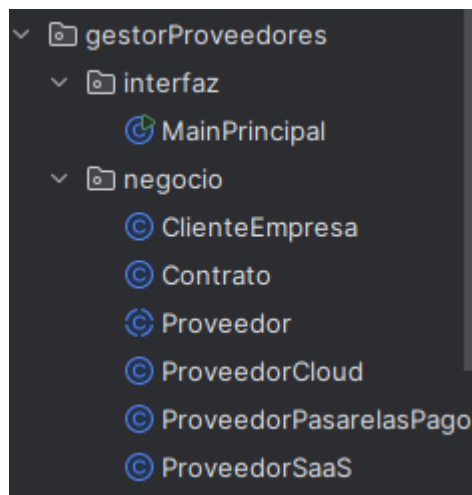 gestorProveedores
interfaz
MainPrincipal
negocio
ClienteEmpresa
Contrato
Proveedor
ProveedorCloud
ProveedorPasarelasPago
ProveedorSaaS